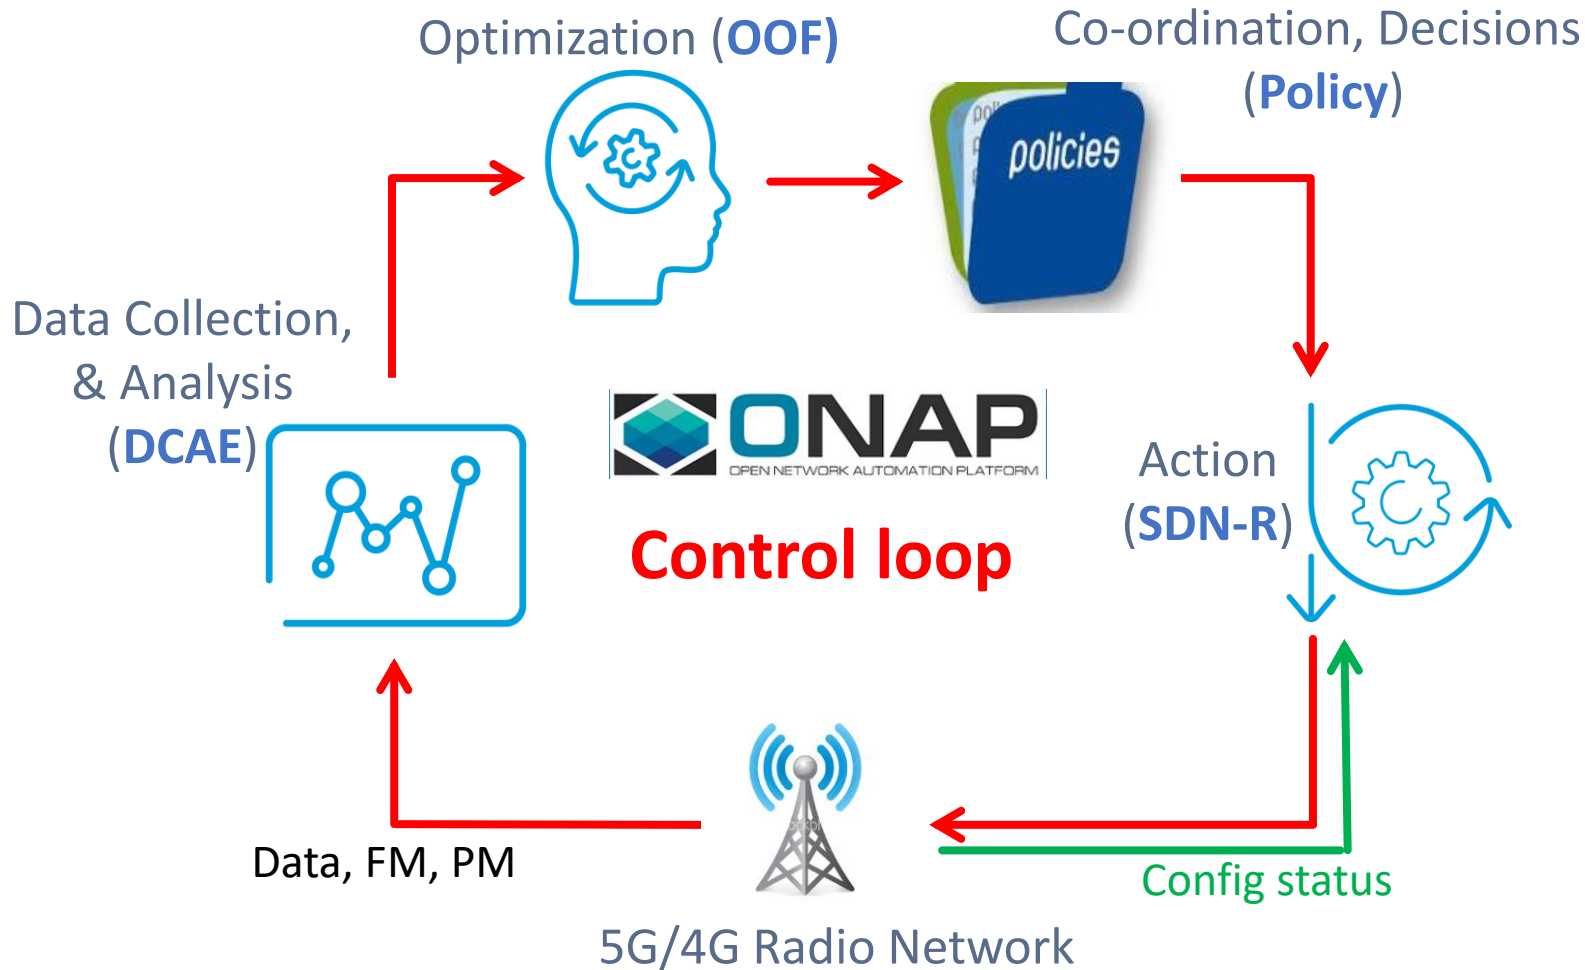 Optimization (OOF)
Co-ordination, Decisions
(Policy)
policies
Data Collection,
& Analysis
(DCAE)
ONAP
OPEN NETWORK AUTOMATION PLATFORM
Control loop
Action
(SDN-R)
Data, FM, PM
Config status
5G/4G Radio Network